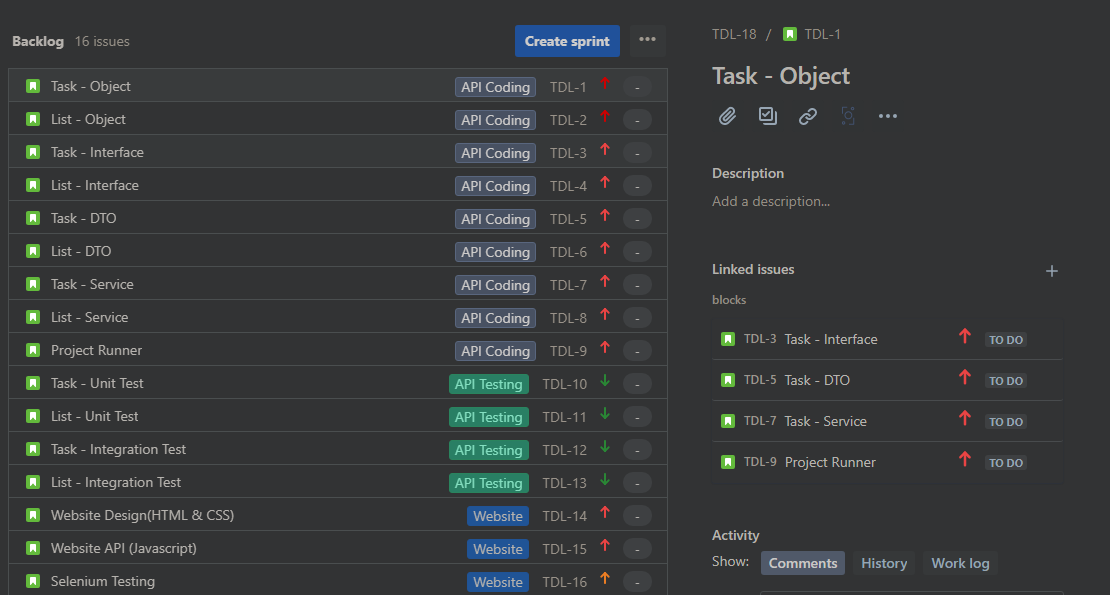 Backlog 16 issues
Create sprint
Task - Object API Coding TDL-1 -
List - Object API Coding TDL-2 -
Task - Interface API Coding TDL-3 -
List - Interface API Coding TDL-4 -
Task - DTO API Coding TDL-5 -
List - DTO API Coding TDL-6 -
Task - Service API Coding TDL-7 -
List - Service API Coding TDL-8 -
Project Runner API Coding TDL-9 -
Task - Unit Test API Testing TDL-10 -
List - Unit Test API Testing TDL-11 -
Task - Integration Test API Testing TDL-12 -
List - Integration Test API Testing TDL-13 -
Website Design(HTML & CSS) Website TDL-14 -
Website API (Javascript) Website TDL-15 -
Selenium Testing Website TDL-16 -
TDL-18 / TDL-1
Task - Object
Description
Add a description...
Linked issues
blocks
TDL-3 Task - Interface TO DO
TDL-5 Task - DTO TO DO
TDL-7 Task - Service TO DO
TDL-9 Project Runner TO DO
Activity
Show: Comments History Work log